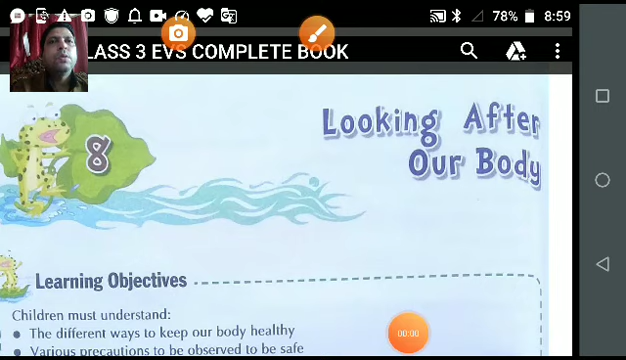 78% 8:59
LASS 3 EVS COMPLETE BOOK
8
Looking After
Our Body
Learning Objectives
Children must understand:
• The different ways to keep our body healthy
• Various precautions to be observed to be safe
00:00